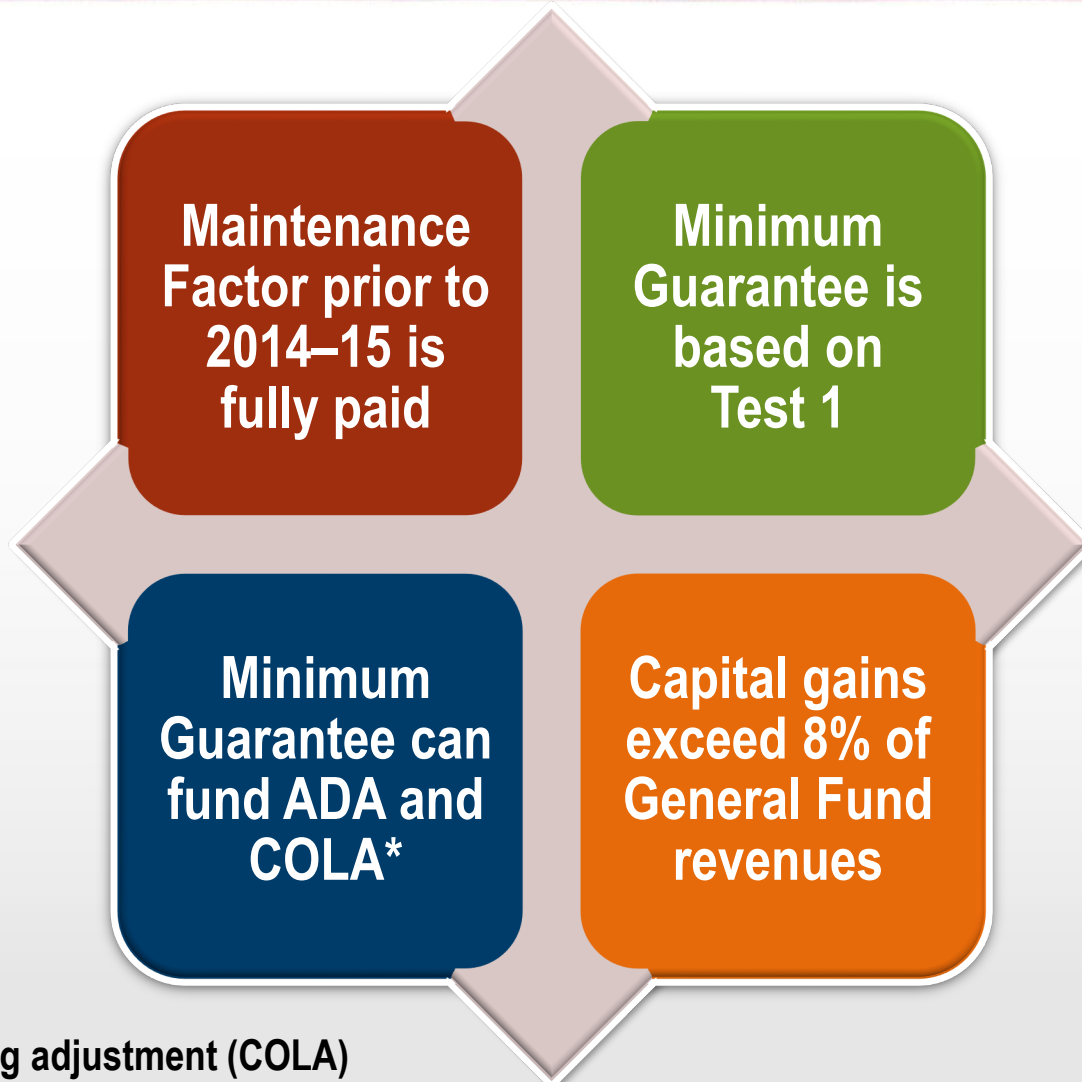 Maintenance
Factor prior to
2014–15 is
fully paid
Minimum
Guarantee is
based on
Test 1
Minimum
Guarantee can
fund ADA and
COLA*
Capital gains
exceed 8% of
General Fund
revenues
adjustment (COLA)